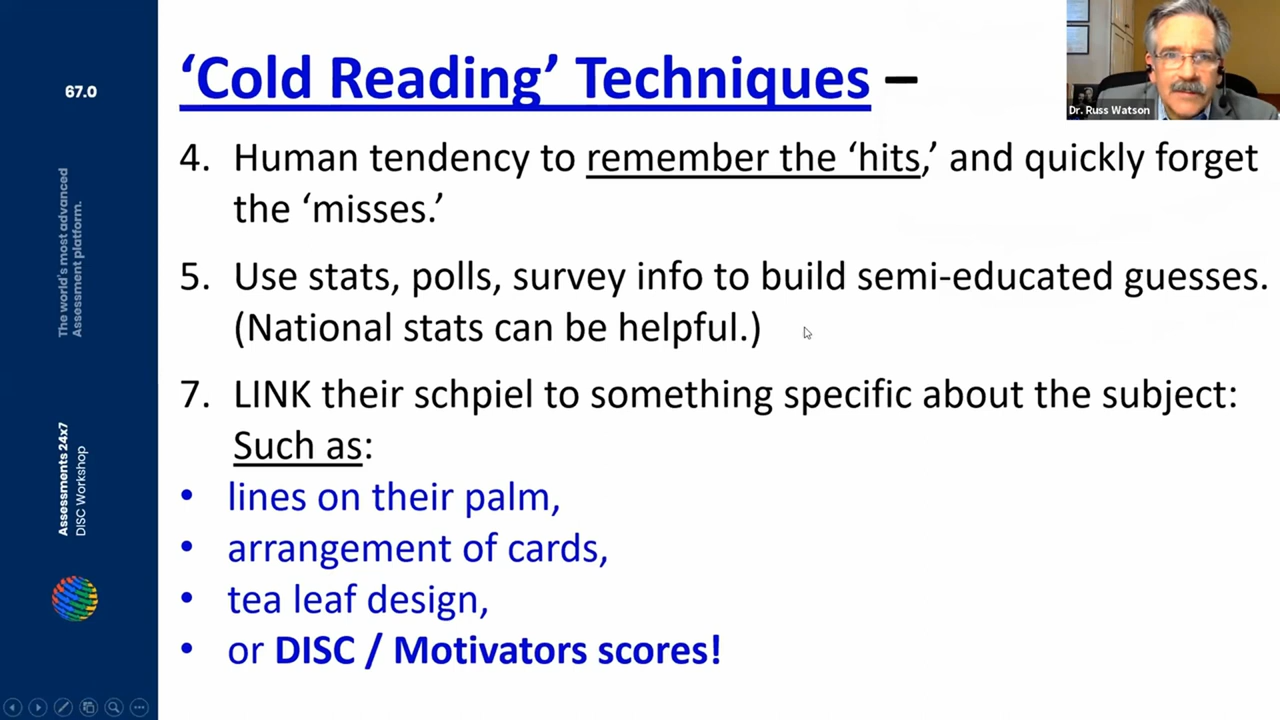 ‘Cold Reading’ Techniques –
67.0
Dr. Russ Watson
4. Human tendency to remember the ‘hits,’ and quickly forget
the ‘misses.’
The world's most advanced
Assessment platform.
5. Use stats, polls, survey info to build semi-educated guesses.
(National stats can be helpful.)
7. LINK their schpiel to something specific about the subject:
Such as:
Assessments 24x7
DISC Workshop
• lines on their palm,
• arrangement of cards,
• tea leaf design,
• or DISC / Motivators scores!